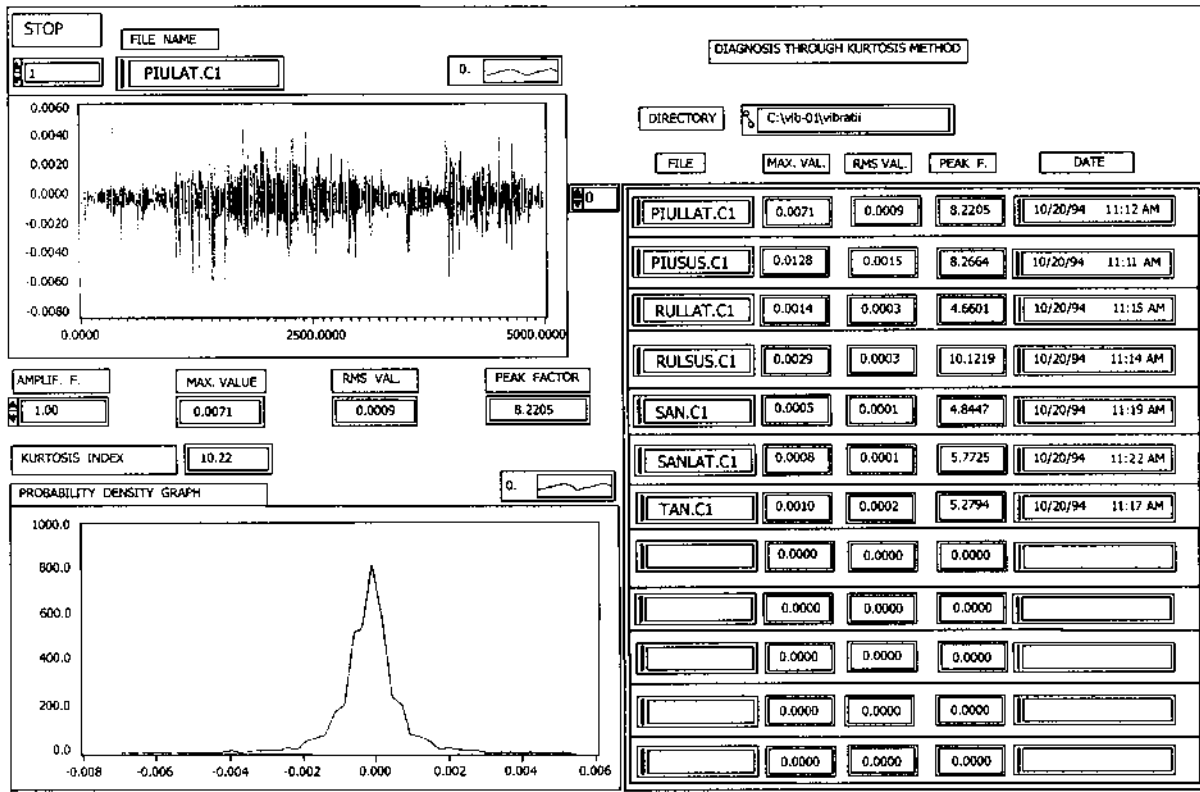 STOP
FILE NAME
1
PIULAT.C1
0.
DIAGNOSIS THROUGH KURTOSIS METHOD
0.0060
0.0040
0.0020
0.0000
-0.0020
-0.0040
-0.0060
-0.0080
0.0000 2500.0000 5000.0000
DIRECTORY C:\vib-01\vibratii
0
FILE MAX. VAL. RMS VAL. PEAK F. DATE
PIULLAT.C1 0.0071 0.0009 8.2205 10/20/94 11:12 AM
PIUSUS.C1 0.0128 0.0015 8.2664 10/20/94 11:11 AM
RULLAT.C1 0.0014 0.0003 4.6601 10/20/94 11:15 AM
RULSUS.C1 0.0029 0.0003 10.1219 10/20/94 11:14 AM
SAN.C1 0.0005 0.0001 4.8447 10/20/94 11:19 AM
SANLAT.C1 0.0008 0.0001 5.7725 10/20/94 11:22 AM
TAN.C1 0.0010 0.0002 5.2794 10/20/94 11:17 AM
0.0000 0.0000 0.0000
0.0000 0.0000 0.0000
0.0000 0.0000 0.0000
0.0000 0.0000 0.0000
0.0000 0.0000 0.0000
AMPLIF. F. MAX. VALUE RMS VAL. PEAK FACTOR
1.00 0.0071 0.0009 8.2205
KURTOSIS INDEX 10.22
PROBABILITY DENSITY GRAPH
0.
1000.0
800.0
600.0
400.0
200.0
0.0
-0.008 -0.006 -0.004 -0.002 0.000 0.002 0.004 0.006